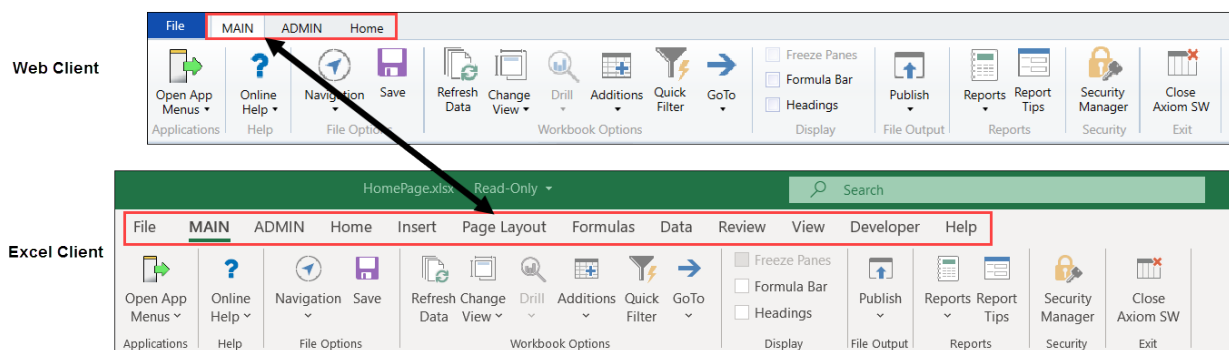 File MAIN ADMIN Home
Web Client
Freeze Panes
Formula Bar
Headings
Open App Menus
Online Help
Navigation
Save
Refresh Data
Change View
Drill
Additions
Quick Filter
GoTo
Publish
Reports
Report Tips
Security Manager
Close Axiom SW
Applications Help File Options Workbook Options Display File Output Reports Security Exit
HomePage.xlsx Read-Only Search
File MAIN ADMIN Home Insert Page Layout Formulas Data Review View Developer Help
Excel Client
Freeze Panes
Formula Bar
Headings
Open App Menus
Online Help
Navigation
Save
Refresh Data
Change View
Drill
Additions
Quick Filter
GoTo
Publish
Reports
Report Tips
Security Manager
Close Axiom SW
Applications Help File Options Workbook Options Display File Output Reports Security Exit